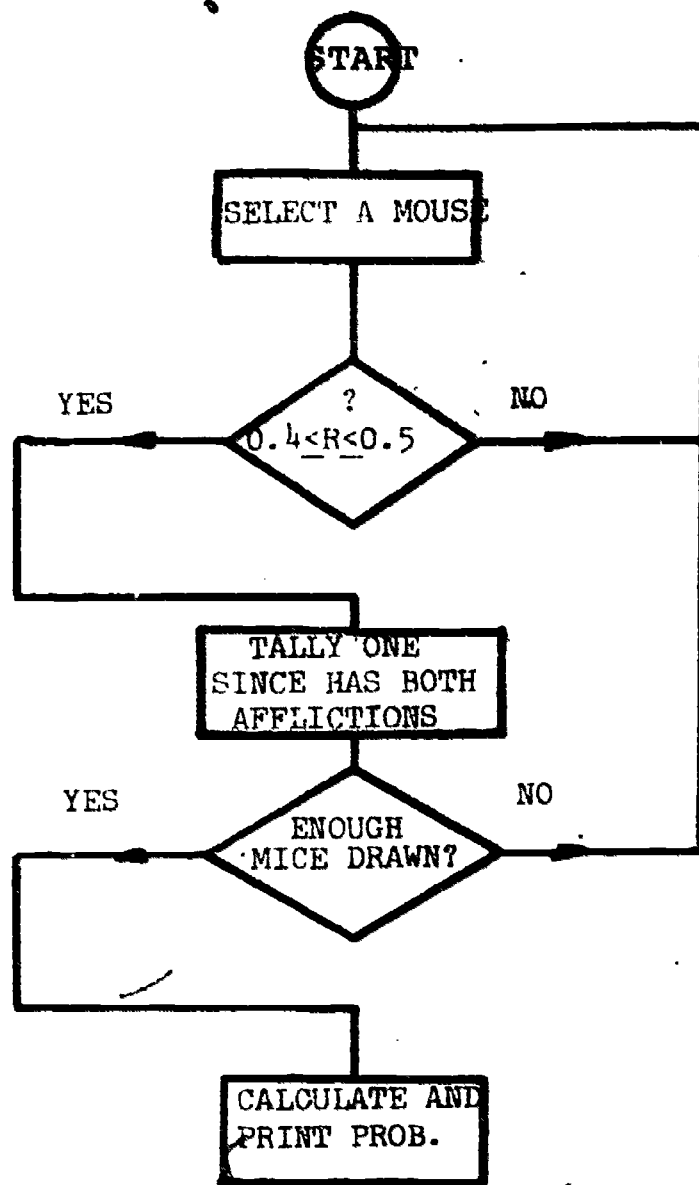 START
SELECT A MOUSE
?
YES
NO
0.4≤R≤0.5
TALLY ONE
SINCE HAS BOTH
AFFLICTIONS
YES
NO
ENOUGH
MICE DRAWN?
CALCULATE AND
PRINT PROB.